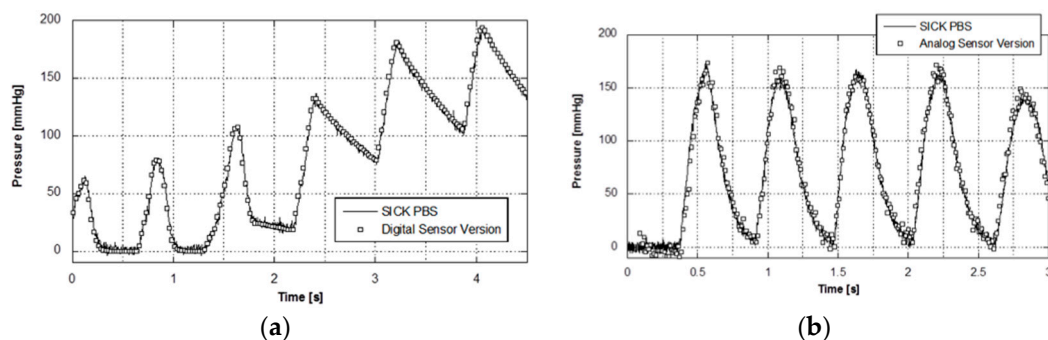 200
150
100
50
0
Pressure [mmHg]
SICK PBS
Digital Sensor Version
0 1 2 3 4
Time [s]
(a)
SICK PBS
Analog Sensor Version
200
150
100
50
0
Pressure [mmHg]
0 0.5 1 1.5 2 2.5 3
Time [s]
(b)